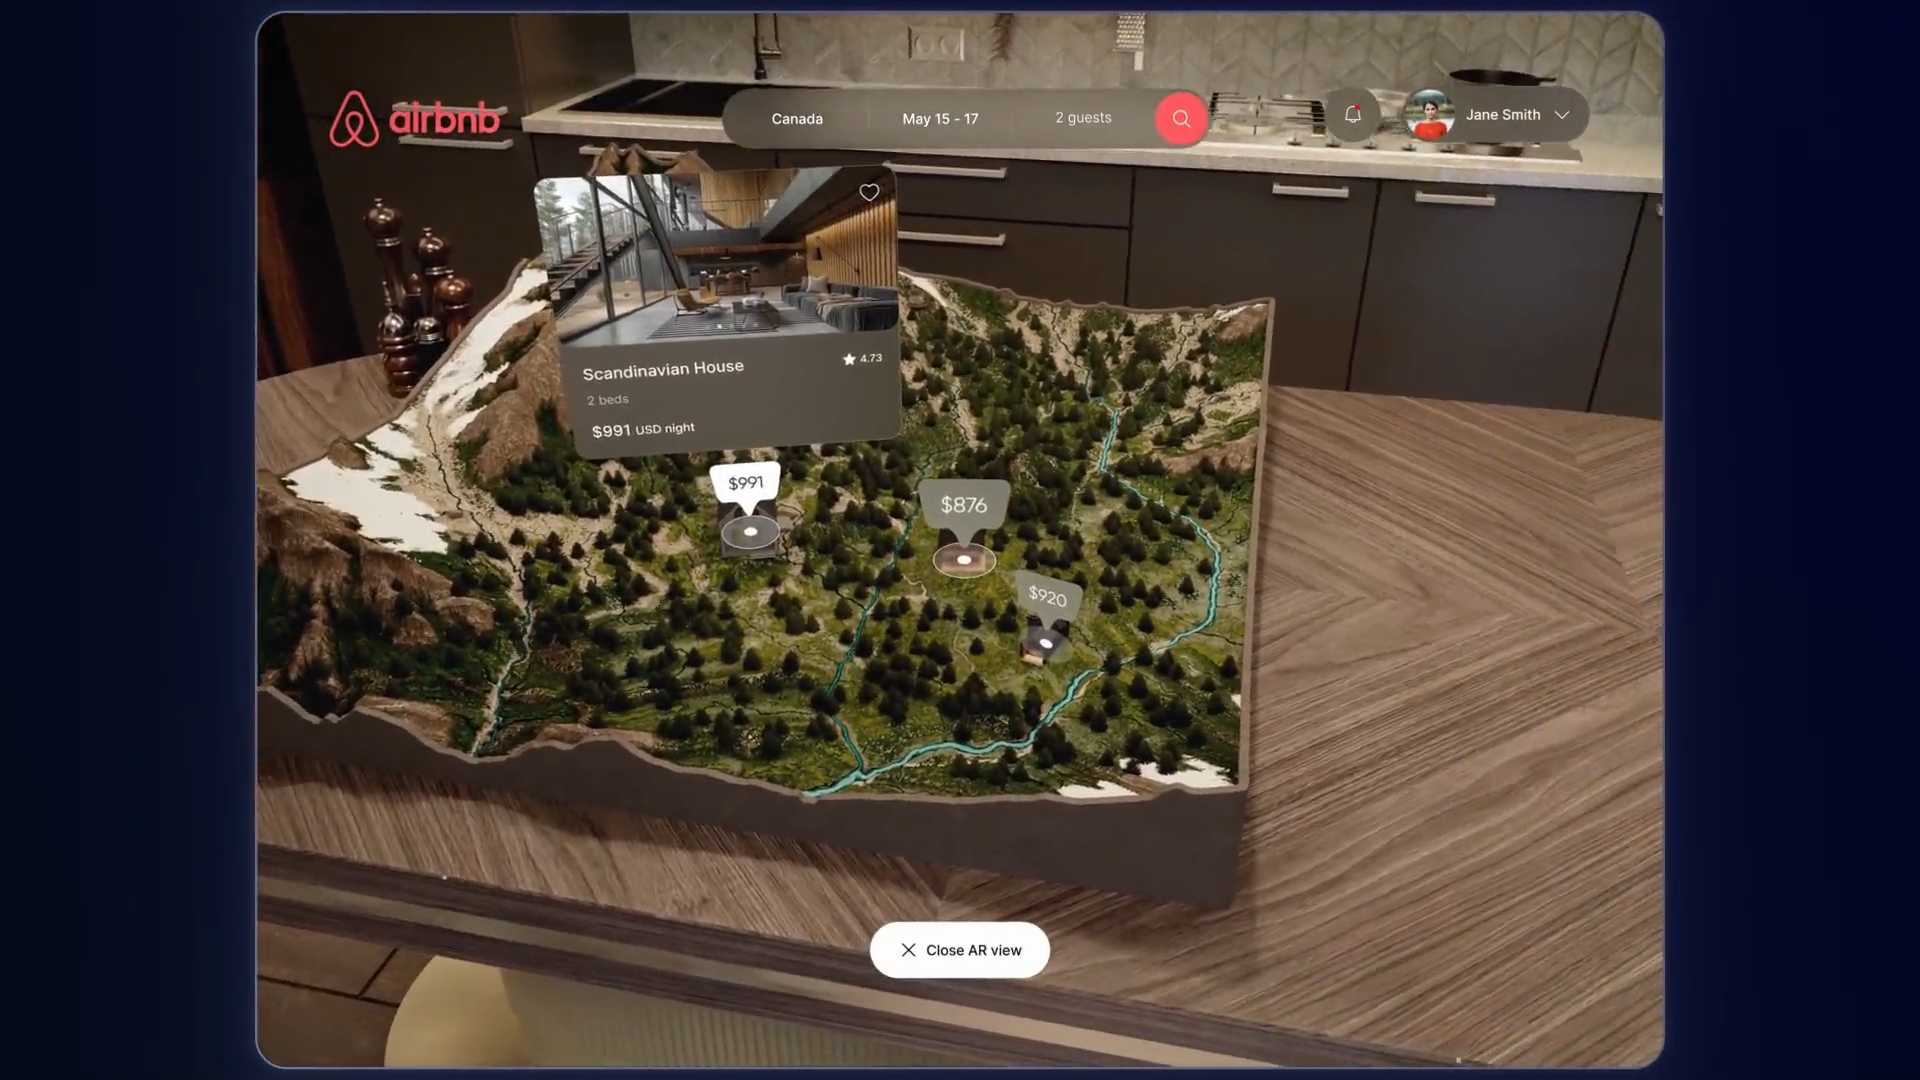 airbnb
Canada
May 15 - 17
2 guests
Jane Smith
Scandinavian House
4.73
2 beds
$991 USD night
$991
$876
$920
Close AR view